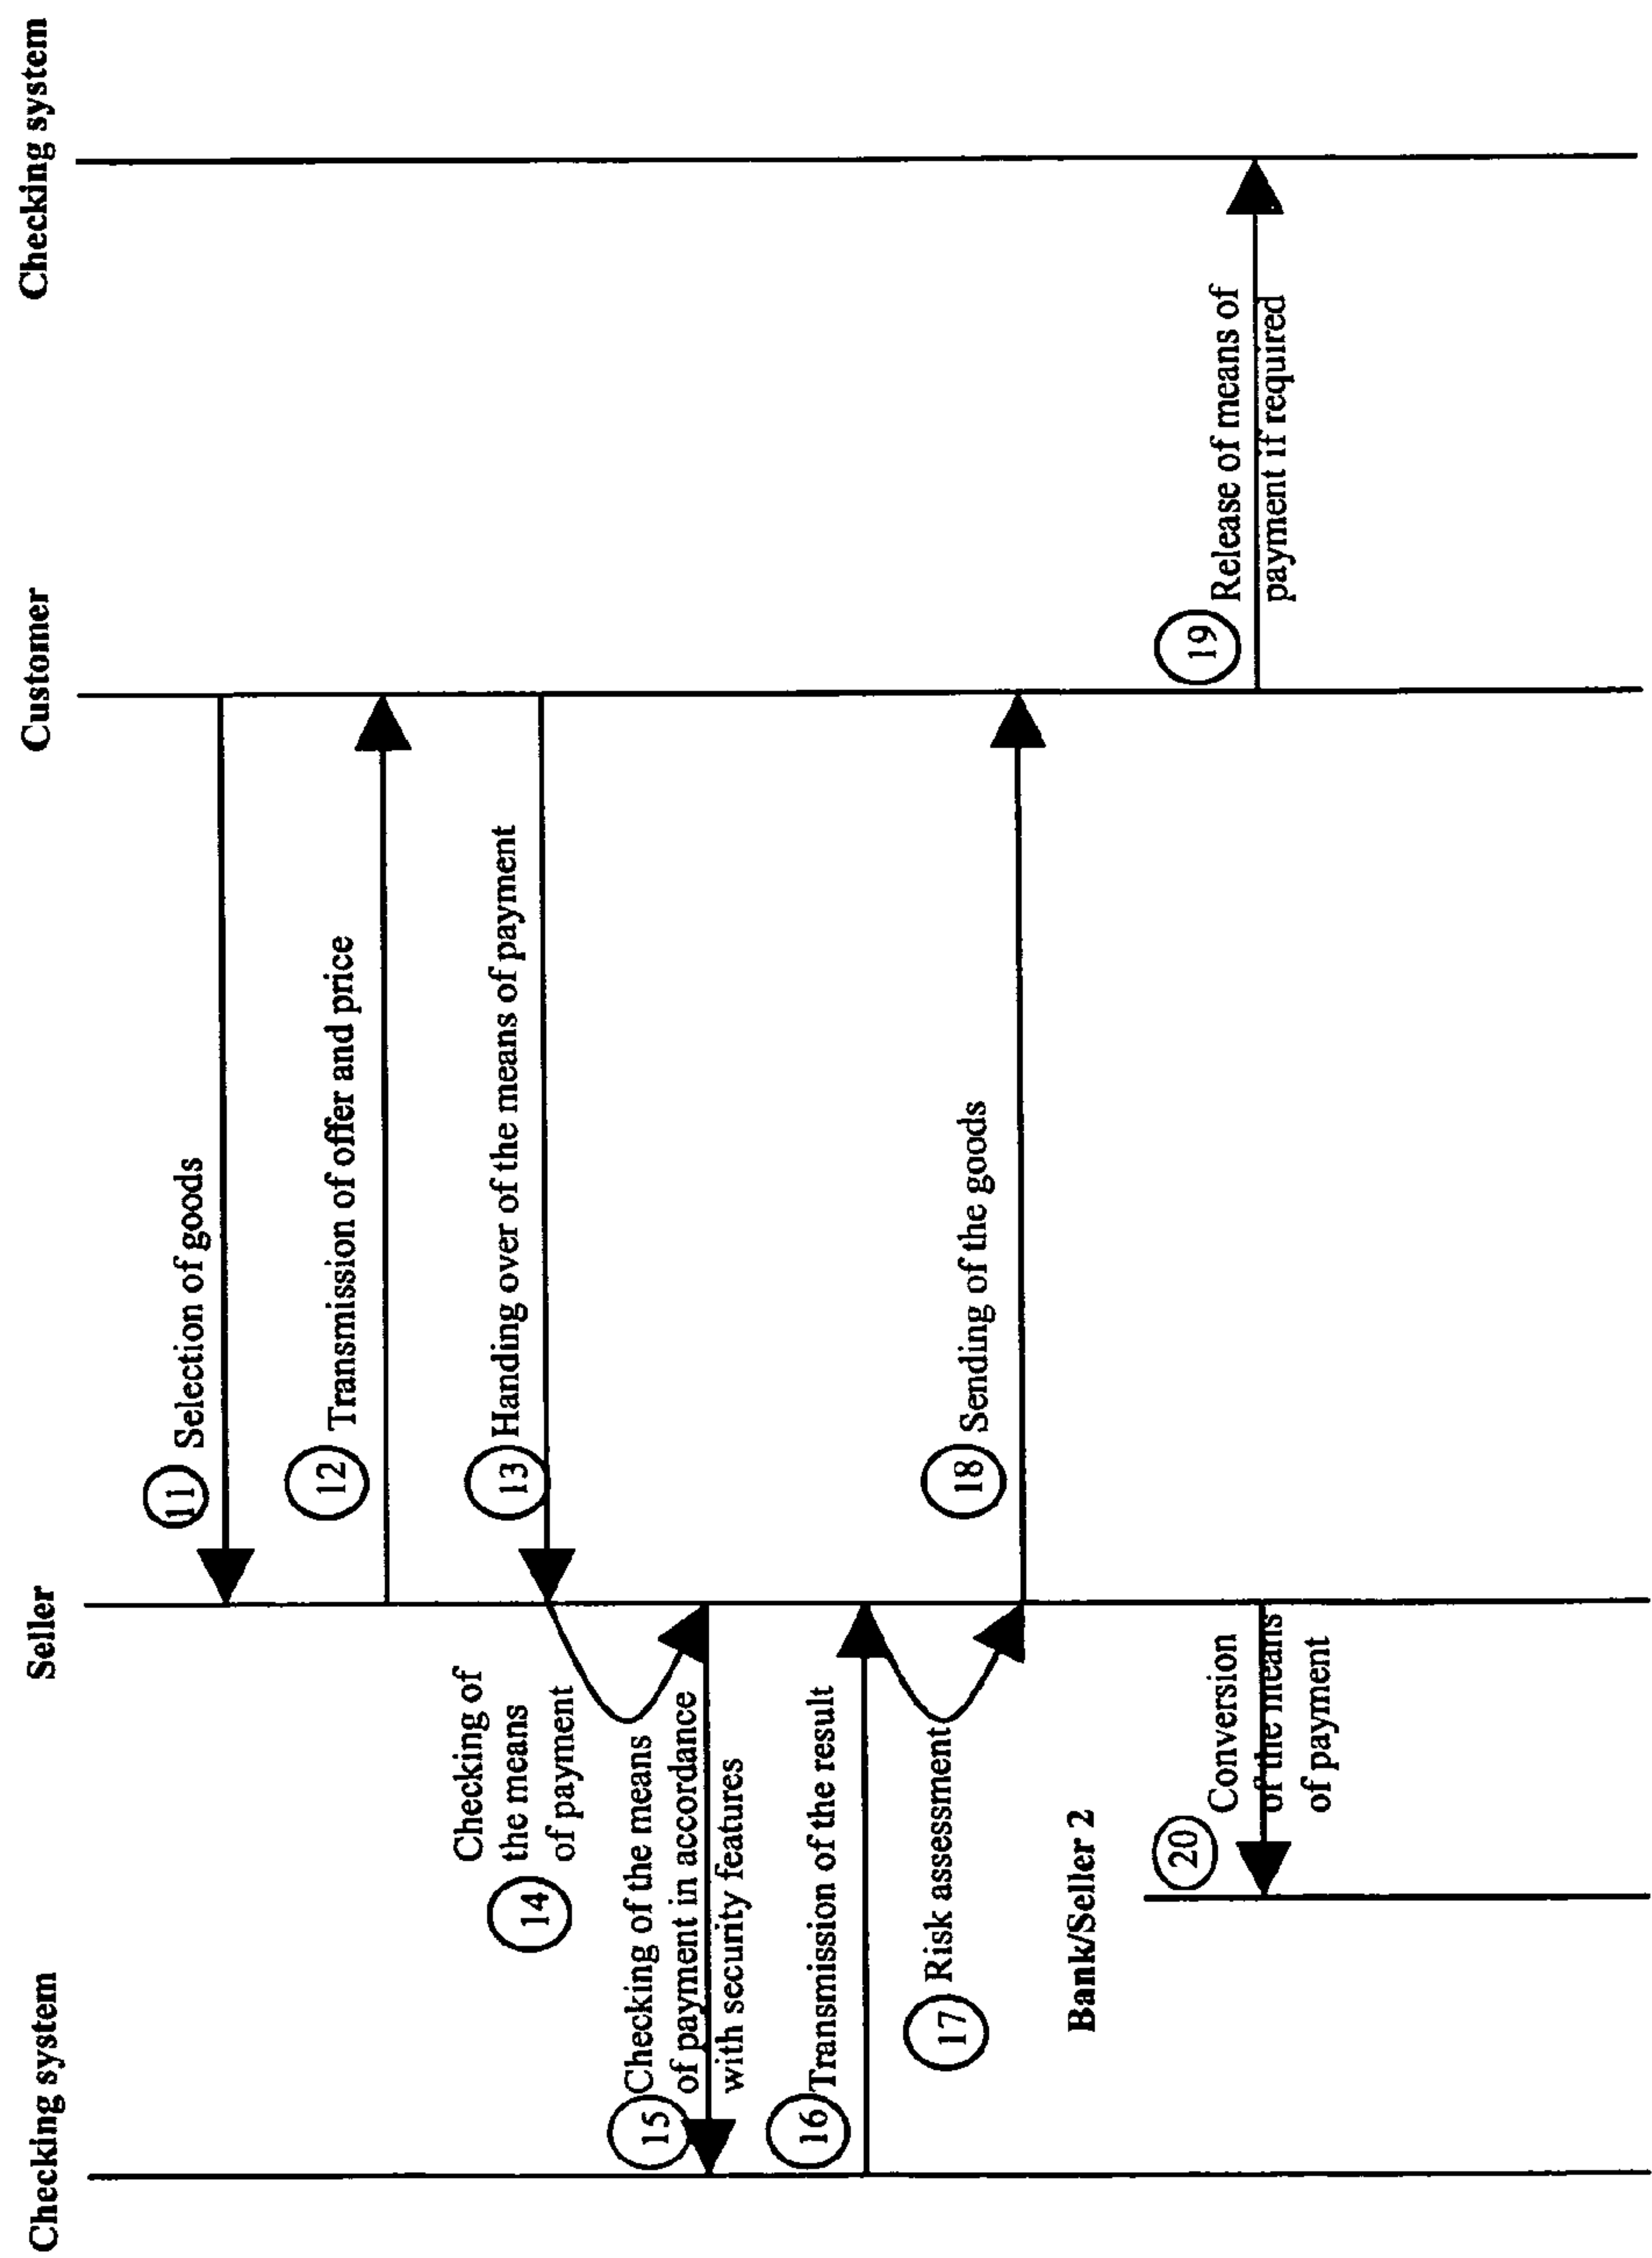 Checking system
Seller
Customer
Checking system
11
Selection of goods
12
Transmission of offer and price
13
Handing over of the means of payment
14
Checking of
the means
of payment
15
Checking of the means
of payment in accordance
with security features
16
Transmission of the result
17
Risk assessment
18
Sending of the goods
Bank/Seller 2
19
Release of means of
payment if required
20
Conversion
of the means
of payment